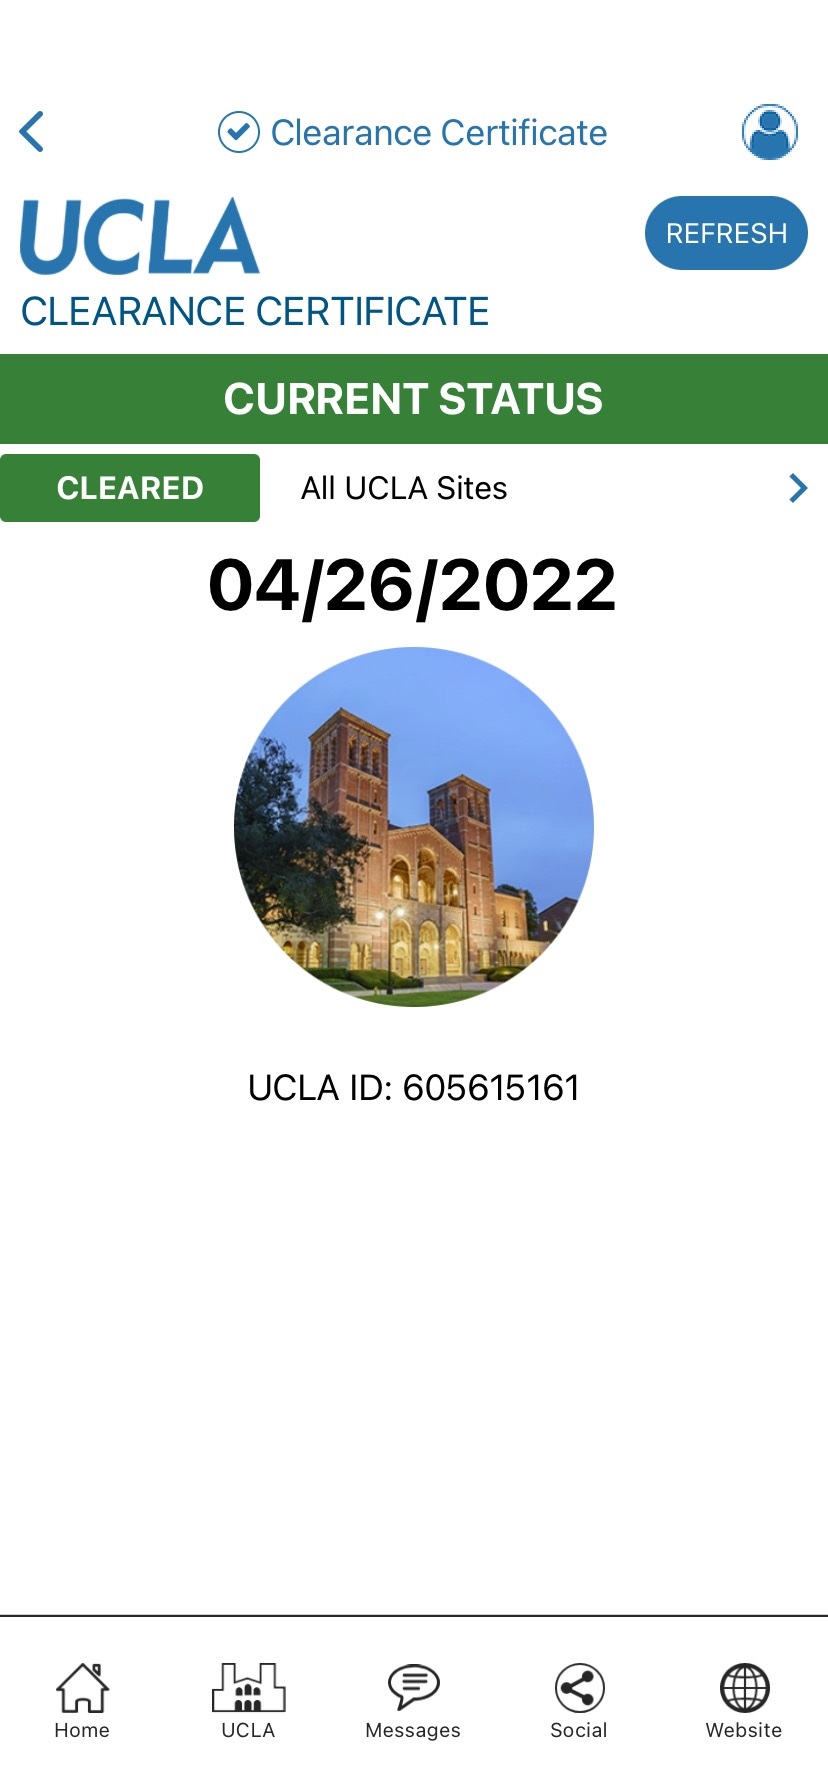 Clearance Certificate
UCLA
REFRESH
CLEARANCE CERTIFICATE
CURRENT STATUS
CLEARED All UCLA Sites
04/26/2022
UCLA ID: 605615161
Home UCLA Messages Social Website